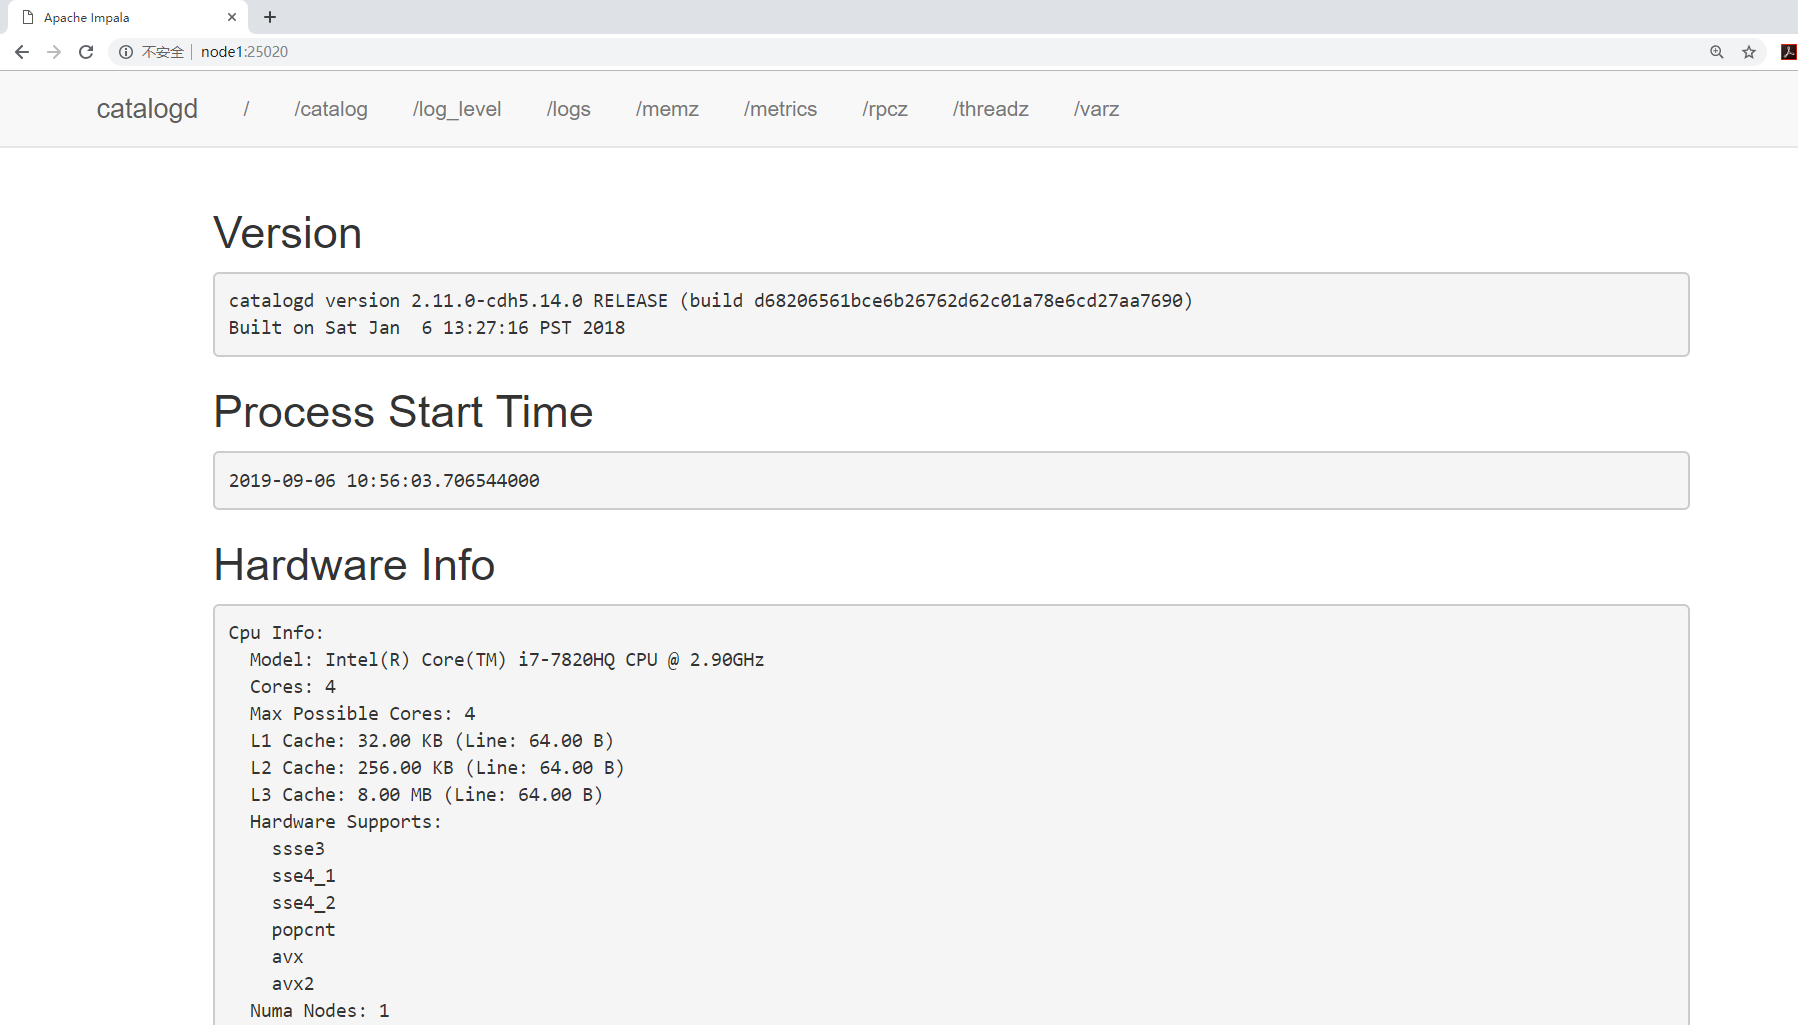 Apache Impala
不安全 node1:25020
catalogd / /catalog /log_level /logs /memz /metrics /rpcz /threadz /varz
Version
catalogd version 2.11.0-cdh5.14.0 RELEASE (build d68206561bce6b26762d62c01a78e6cd27aa7690)
Built on Sat Jan  6 13:27:16 PST 2018
Process Start Time
2019-09-06 10:56:03.706544000
Hardware Info
Cpu Info:
Model: Intel(R) Core(TM) i7-7820HQ CPU @ 2.90GHz
Cores: 4
Max Possible Cores: 4
L1 Cache: 32.00 KB (Line: 64.00 B)
L2 Cache: 256.00 KB (Line: 64.00 B)
L3 Cache: 8.00 MB (Line: 64.00 B)
Hardware Supports:
ssse3
sse4_1
sse4_2
popcnt
avx
avx2
Numa Nodes: 1